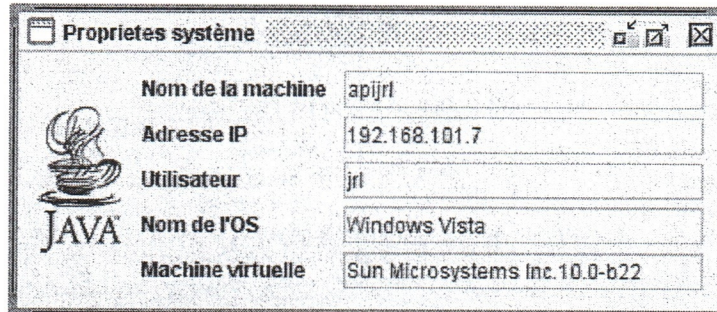 Proprietes système
Nom de la machine apijrl
Adresse IP 192.168.101.7
Utilisateur jrl
Nom de l'OS Windows Vista
Machine virtuelle Sun Microsystems Inc.10.0-b22
JAVA